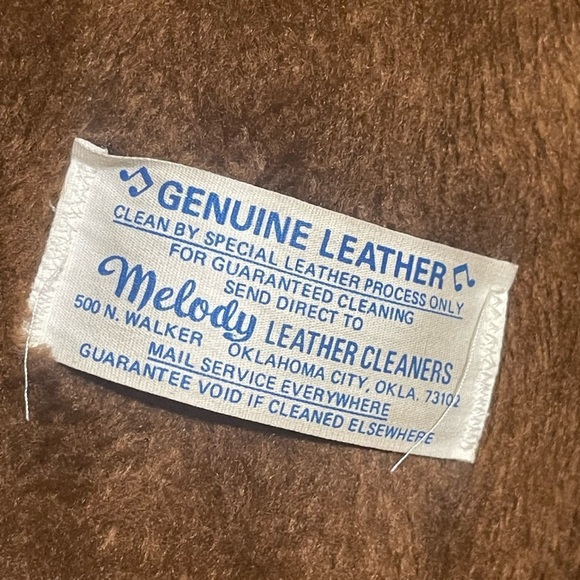 GENUINE LEATHER
CLEAN BY SPECIAL LEATHER PROCESS ONLY
FOR GUARANTEED CLEANING
SEND DIRECT TO
Melody LEATHER CLEANERS
500 N. WALKER OKLAHOMA CITY, OKLA. 73102
MAIL SERVICE EVERYWHERE
GUARANTEE VOID IF CLEANED ELSEWHERE